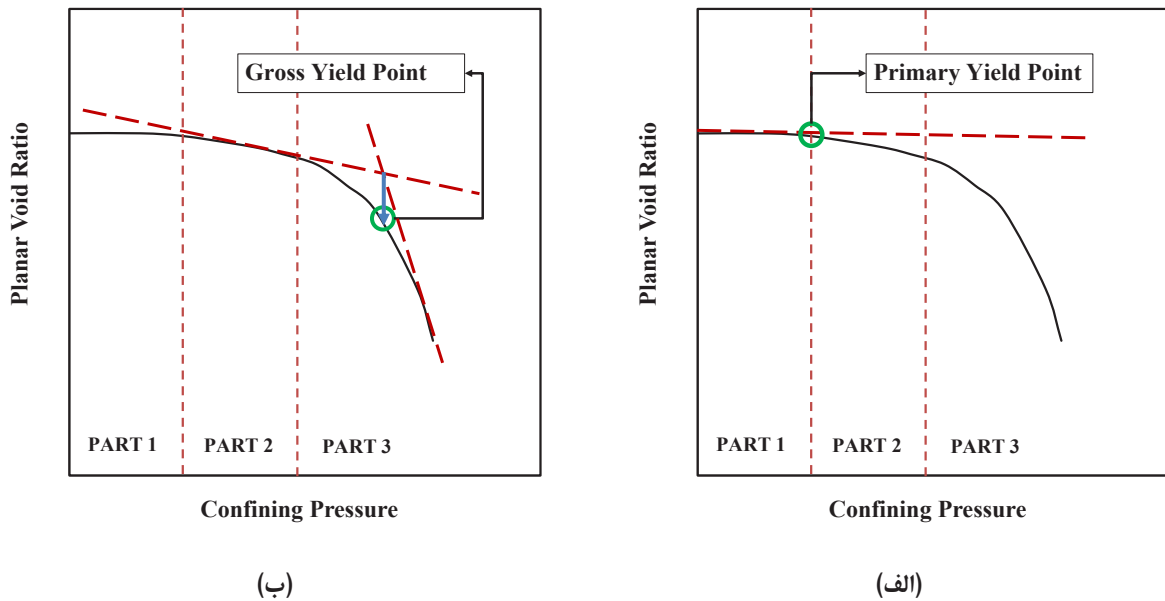 Gross Yield Point
Planar Void Ratio
PART 1
PART 2
PART 3
Confining Pressure
(ب)
Primary Yield Point
Planar Void Ratio
PART 1
PART 2
PART 3
Confining Pressure
(الف)